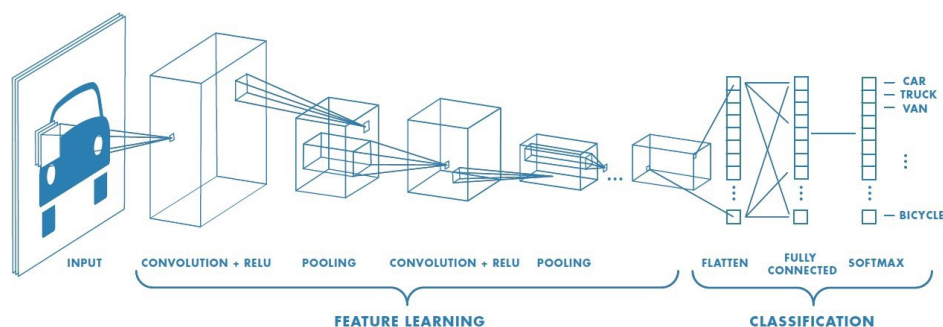 CAR
TRUCK
VAN
BICYCLE
INPUT
CONVOLUTION + RELU
POOLING
CONVOLUTION + RELU
POOLING
FLATTEN
FULLY
CONNECTED
SOFTMAX
FEATURE LEARNING
CLASSIFICATION